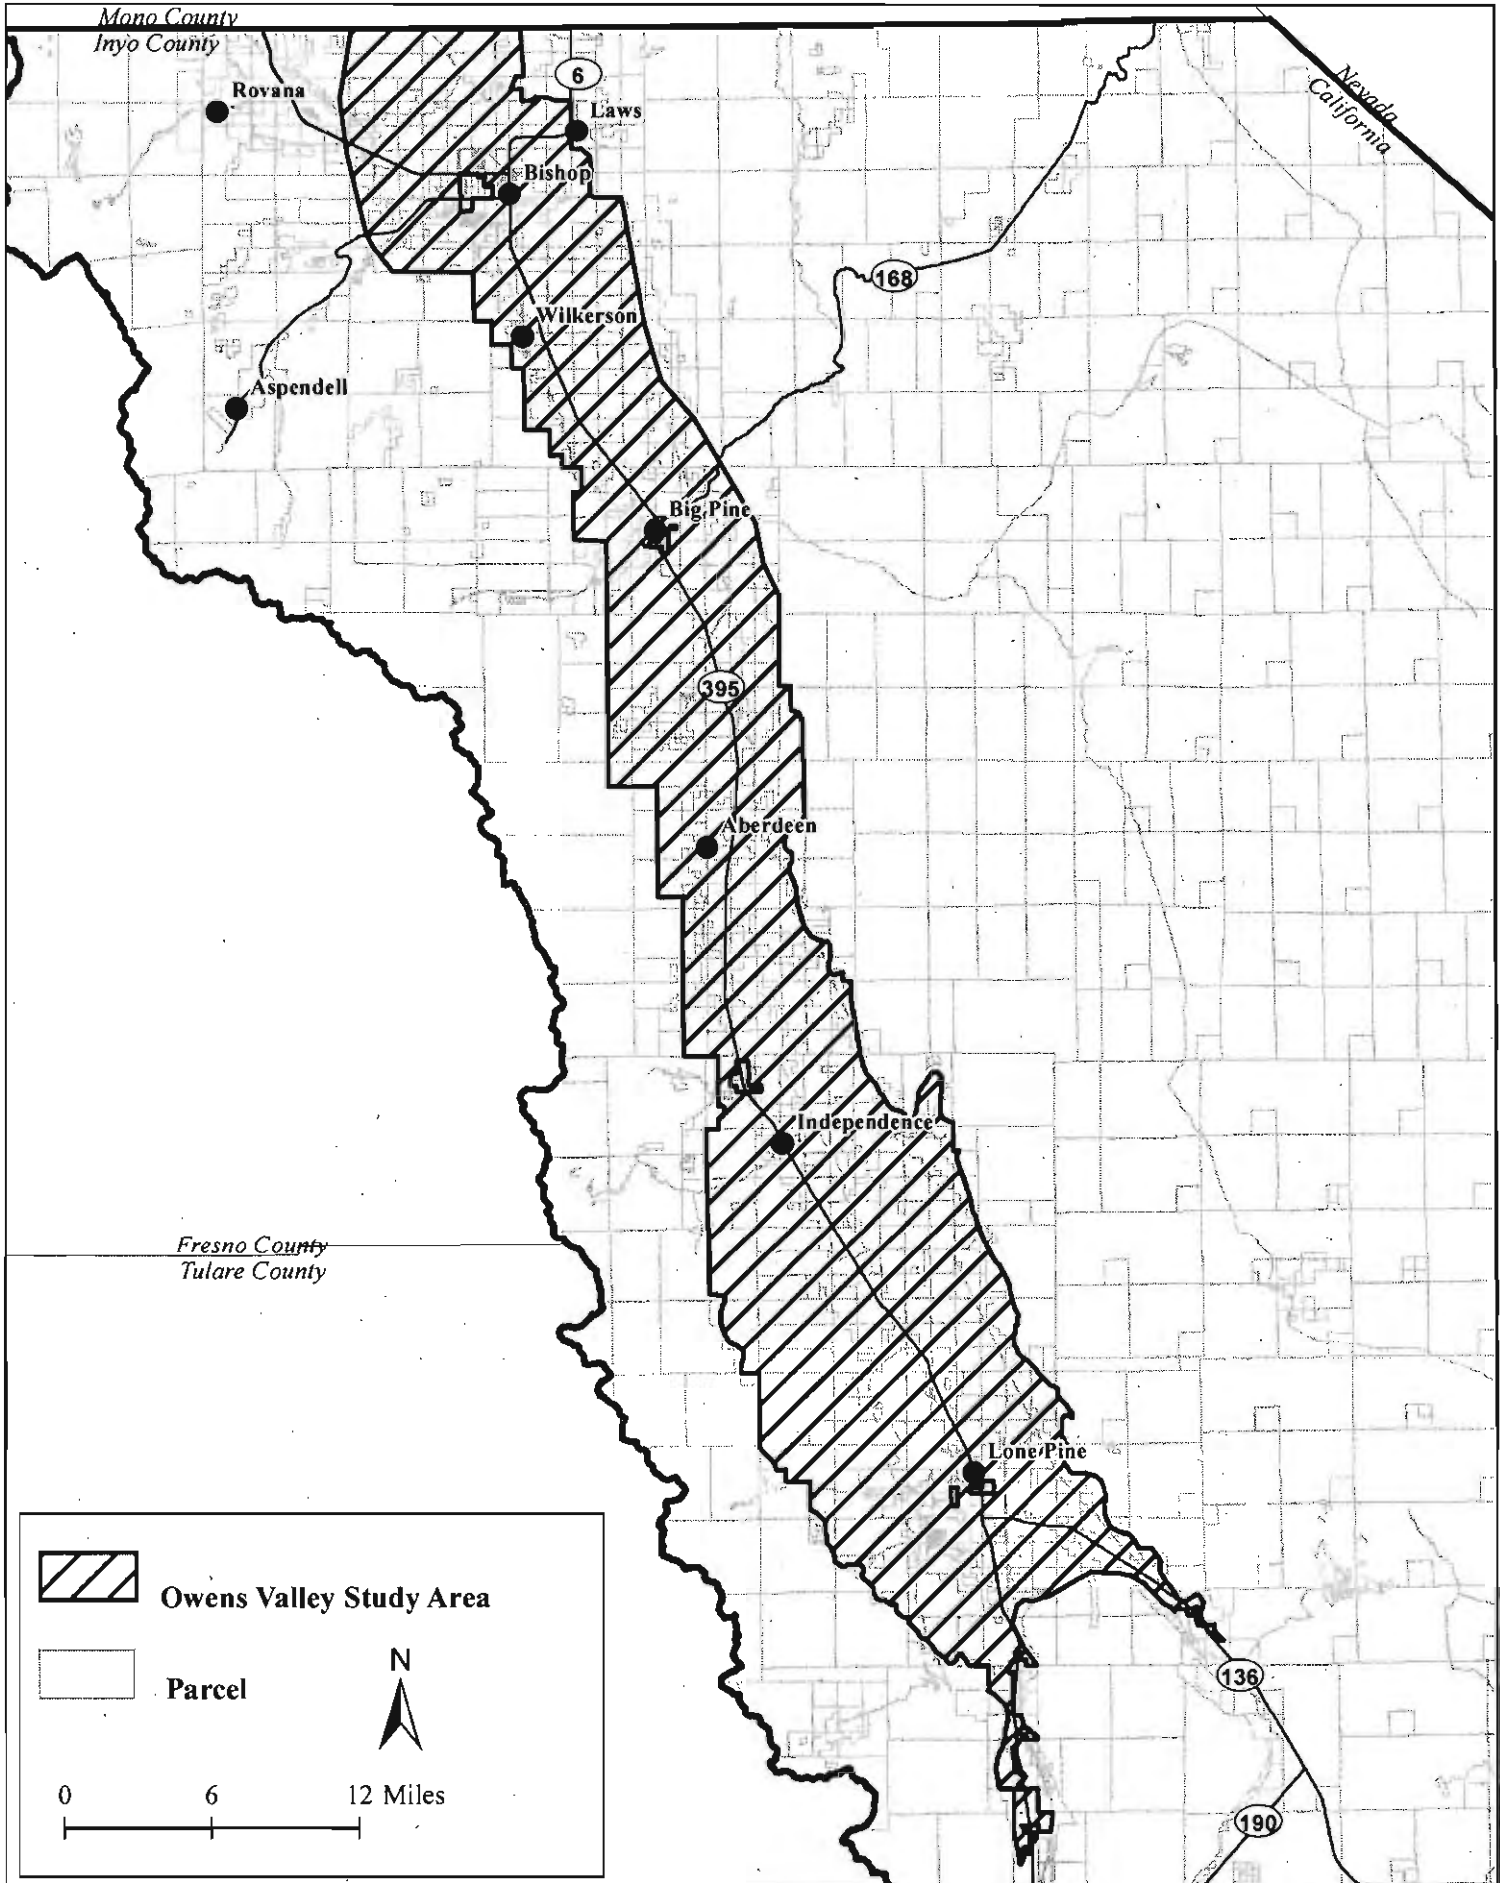 Mono County
Inyo County
Nevada
California
Rovana
6
Laws
Bishop
168
Wilkerson
Aspendell
Big Pine
395
Aberdeen
Independence
Fresno County
Tulare County
Lone Pine
Owens Valley Study Area
Parcel
N
0 6 12 Miles
136
190